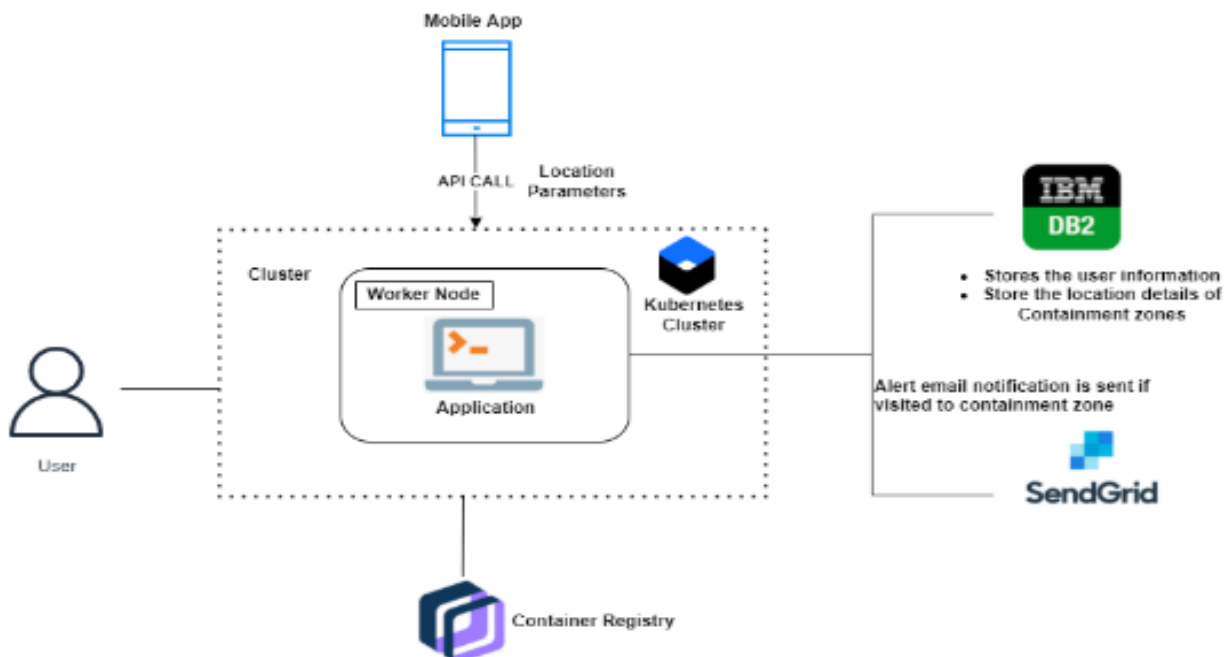 Mobile App
API CALL
Location
Parameters
Cluster
Worker Node
Application
Kubernetes
Cluster
User
IBM
DB2
• Stores the user information
• Store the location details of
Containment zones
Alert email notification is sent if
visited to containment zone
SendGrid
Container Registry